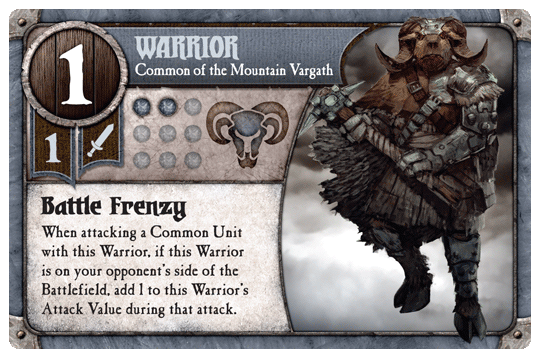 1
WARRIOR
Common of the Mountain Vargath
1
Battle Frenzy
When attacking a Common Unit
with this Warrior, if this Warrior
is on your opponent's side of the
Battlefield, add 1 to this Warrior's
Attack Value during that attack.